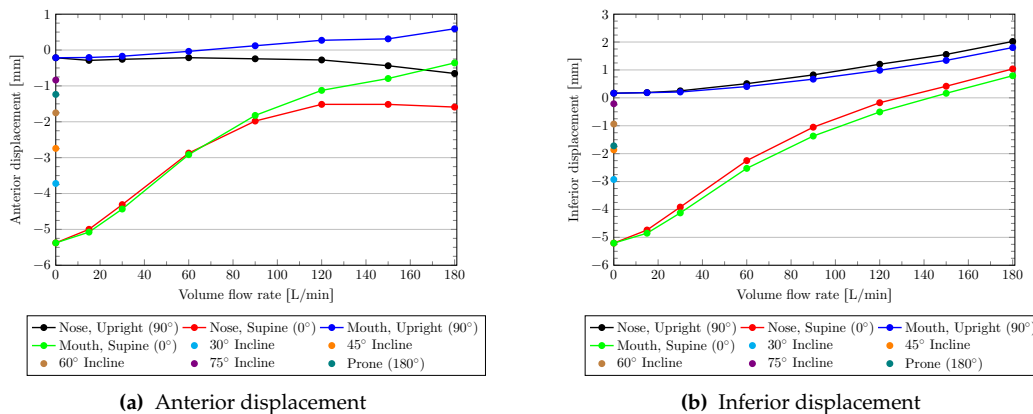 1
0
−1
−2
−3
−4
−5
−6
Anterior displacement [mm]
0 20 40 60 80 100 120 140 160 180
Volume flow rate [L/min]
Nose, Upright (90°) Nose, Supine (0°) Mouth, Upright (90°)
Mouth, Supine (0°) 30° Incline 45° Incline
60° Incline 75° Incline Prone (180°)
(a) Anterior displacement
3
2
1
0
−1
−2
−3
−4
−5
−6
Inferior displacement [mm]
0 20 40 60 80 100 120 140 160 180
Volume flow rate [L/min]
Nose, Upright (90°) Nose, Supine (0°) Mouth, Upright (90°)
Mouth, Supine (0°) 30° Incline 45° Incline
60° Incline 75° Incline Prone (180°)
(b) Inferior displacement